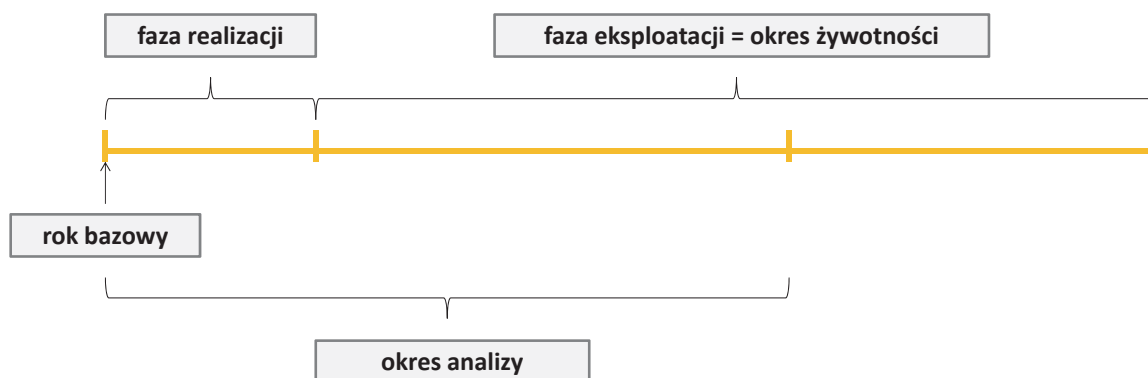 faza realizacji
faza eksploatacji = okres żywotności
rok bazowy
okres analizy